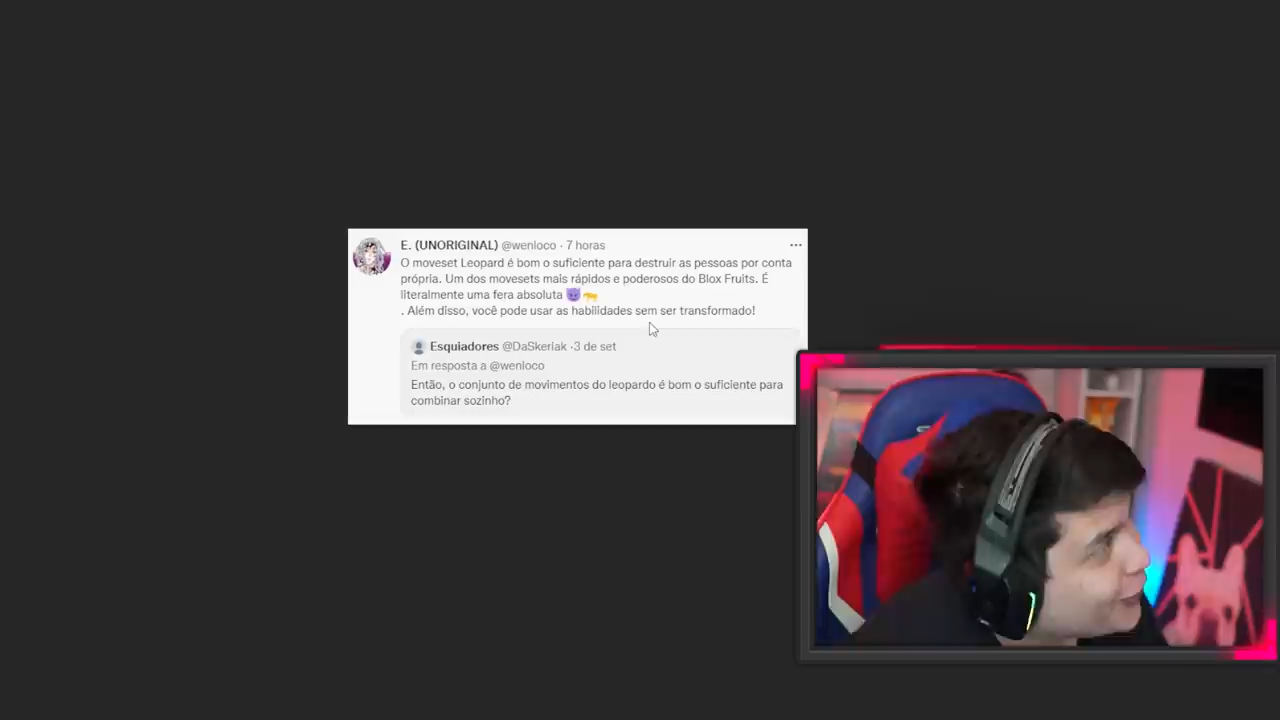 E. (UNORIGINAL) @wenloco · 7 horas
O moveset Leopard é bom o suficiente para destruir as pessoas por conta
própria. Um dos movesets mais rápidos e poderosos do Blox Fruits. É
literalmente uma fera absoluta 😈🐆
. Além disso, você pode usar as habilidades sem ser transformado!
Esquiadores @DaSkeriak ·3 de set
Em resposta a @wenloco
Então, o conjunto de movimentos do leopardo é bom o suficiente para
combinar sozinho?